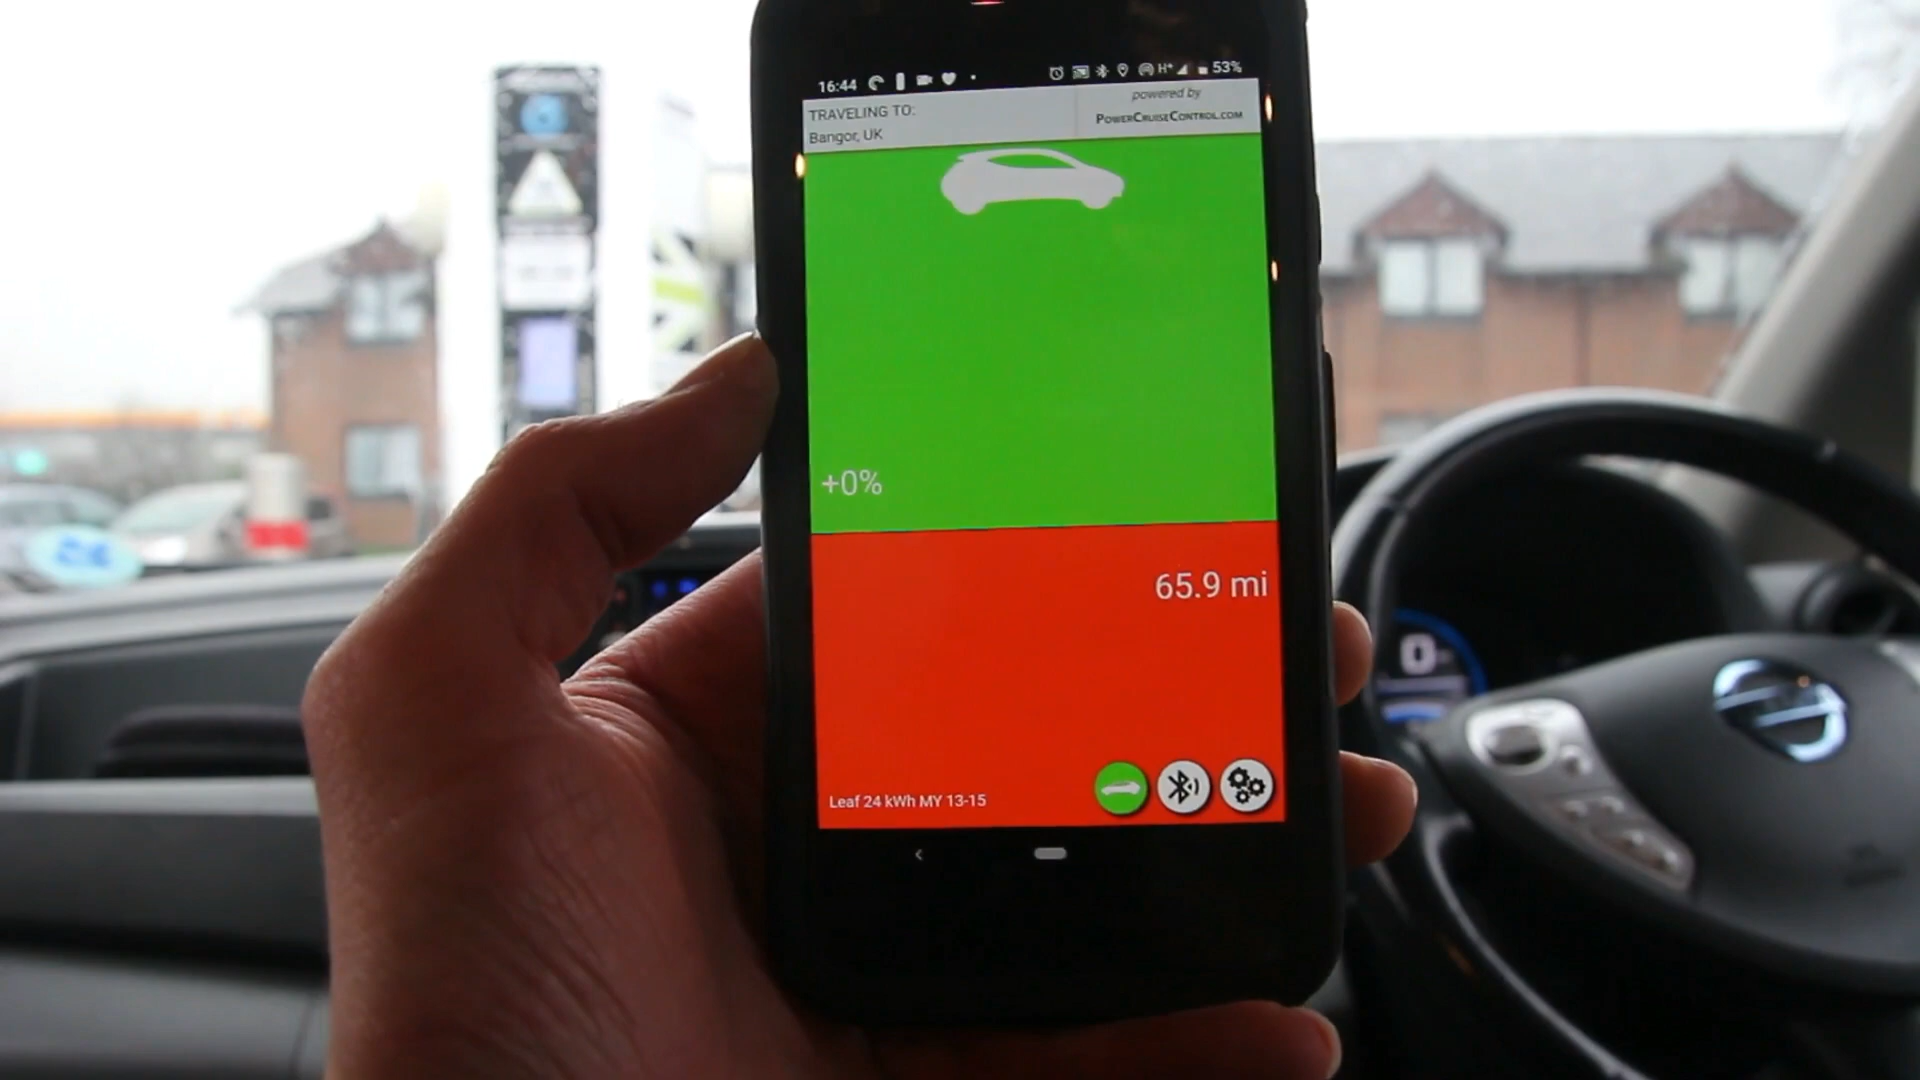 16:44
H+
53%
TRAVELING TO:
Bangor, UK
powered by
POWERCRUISECONTROL.COM
+0%
65.9 mi
Leaf 24 kWh MY 13-15
0